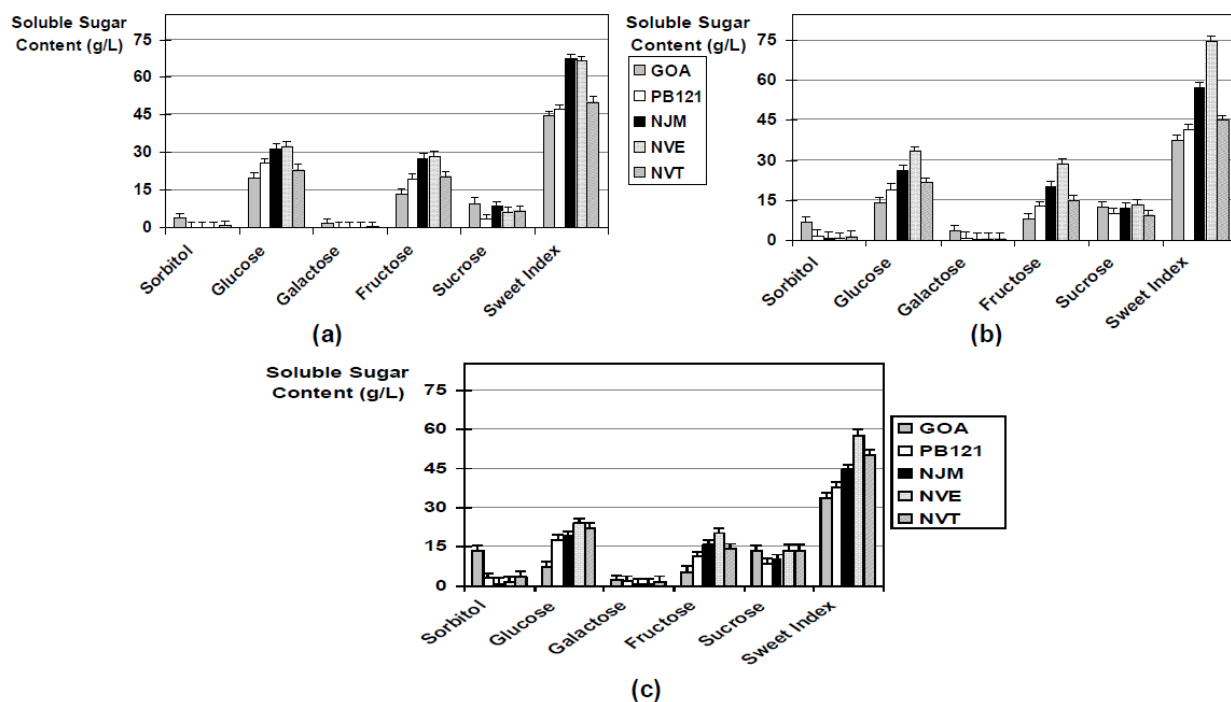 Soluble Sugar
Content (g/L)
75
60
45
30
15
0
Sorbitol
Glucose
Galactose
Fructose
Sucrose
Sweet Index
(a)
GOA
PB121
NJM
NVE
NVT
Soluble Sugar
Content (g/L)
75
60
45
30
15
0
Sorbitol
Glucose
Galactose
Fructose
Sucrose
Sweet Index
(b)
Soluble Sugar
Content (g/L)
75
60
45
30
15
0
Sorbitol
Glucose
Galactose
Fructose
Sucrose
Sweet Index
GOA
PB121
NJM
NVE
NVT
(c)